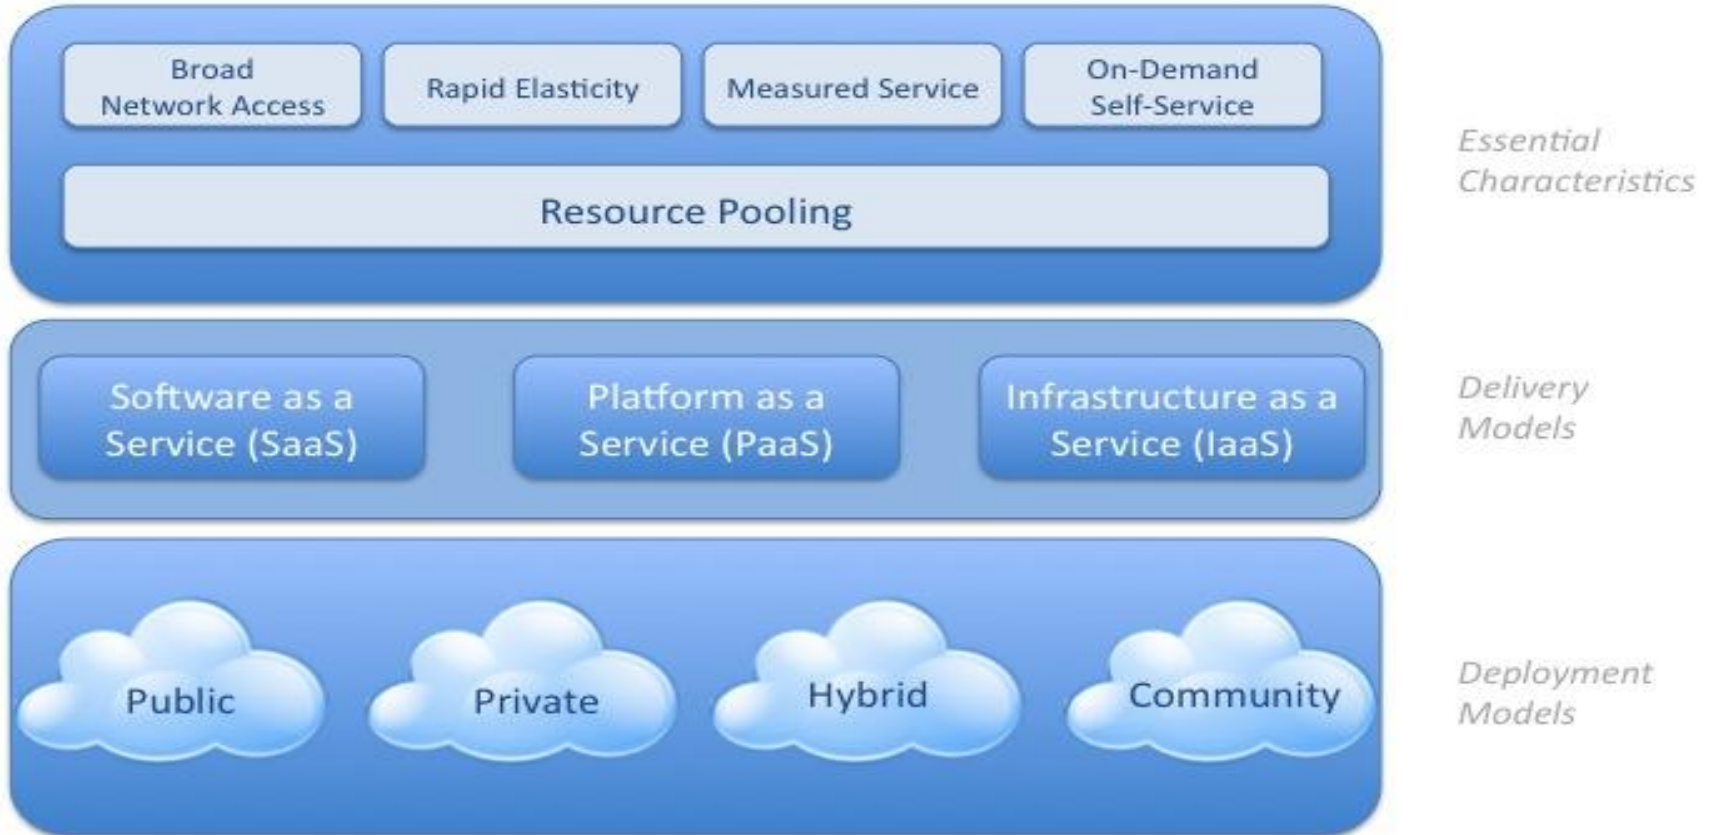 Broad
Network Access
Rapid Elasticity
Measured Service
On-Demand
Self-Service
Resource Pooling
Essential
Characteristics
Software as a
Service (SaaS)
Platform as a
Service (PaaS)
Infrastructure as a
Service (IaaS)
Delivery
Models
Public
Private
Hybrid
Community
Deployment
Models